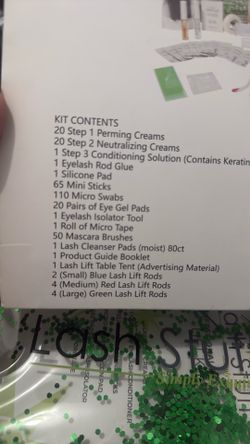 KIT CONTENTS
20 Step 1 Perming Creams
20 Step 2 Neutralizing Creams
1 Step 3 Conditioning Solution (Contains Keratin
1 Eyelash Rod Glue
1 Silicone Pad
65 Mini Sticks
110 Micro Swabs
20 Pairs of Eye Gel Pads
1 Eyelash Isolator Tool
1 Roll of Micro Tape
50 Mascara Brushes
1 Lash Cleanser Pads (moist) 80ct
1 Product Guide Booklet
1 Lash Lift Table Tent (Advertising Material)
2 (Small) Blue Lash Lift Rods
4 (Medium) Red Lash Lift Rods
4 (Large) Green Lash Lift Rods
Lash Stuff
Simply